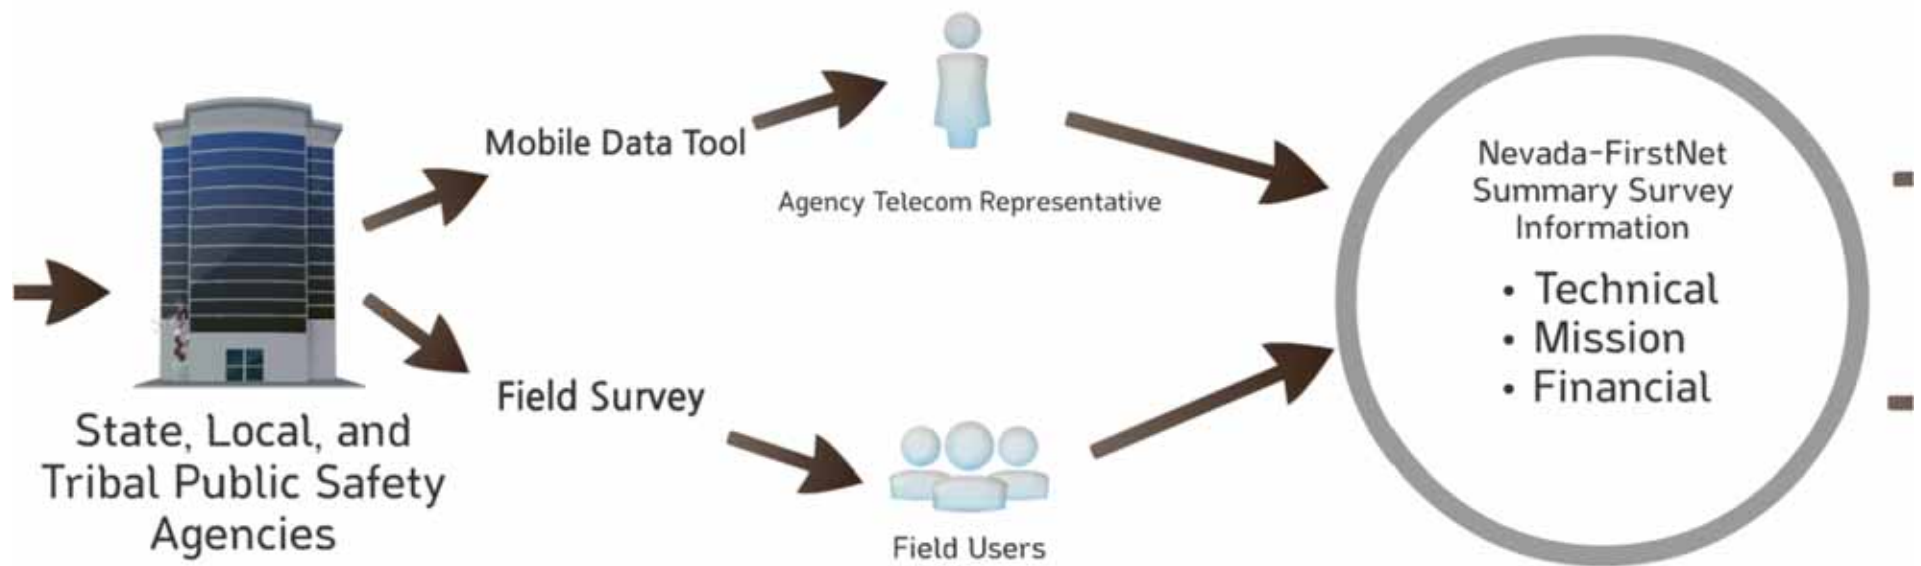 State, Local, and
Tribal Public Safety
Agencies
Mobile Data Tool
Agency Telecom Representative
Field Survey
Field Users
Nevada-FirstNet
Summary Survey
Information
• Technical
• Mission
• Financial